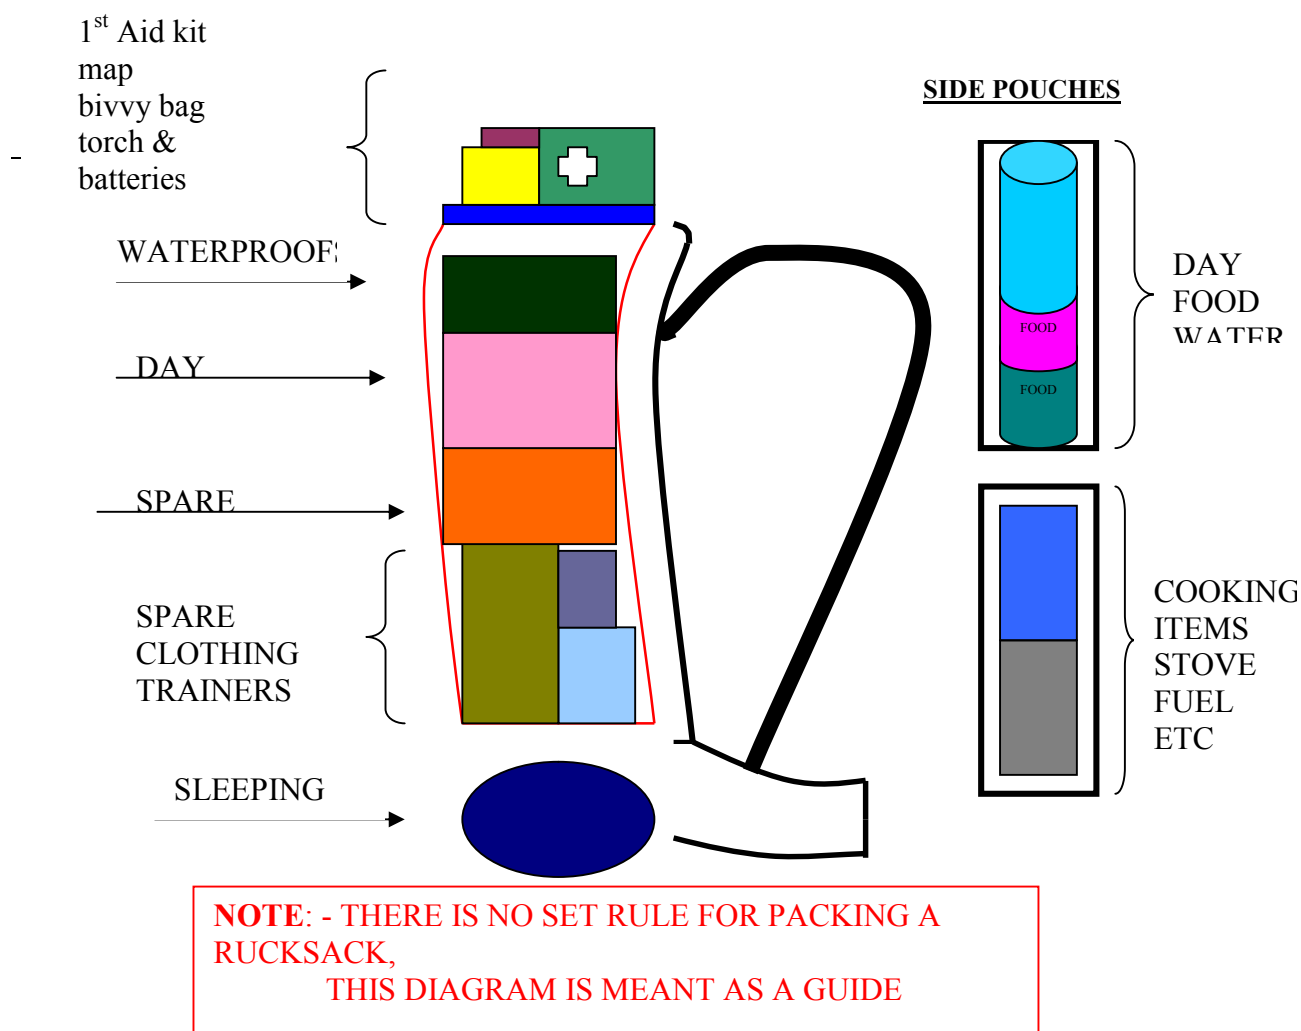 1st Aid kit
map
bivvy bag
torch &
batteries
WATERPROOFS
DAY
SPARE
SPARE
CLOTHING
TRAINERS
SLEEPING
SIDE POUCHES
FOOD
FOOD
DAY
FOOD
WATER
COOKING
ITEMS
STOVE
FUEL
ETC
NOTE: - THERE IS NO SET RULE FOR PACKING A
RUCKSACK,
THIS DIAGRAM IS MEANT AS A GUIDE